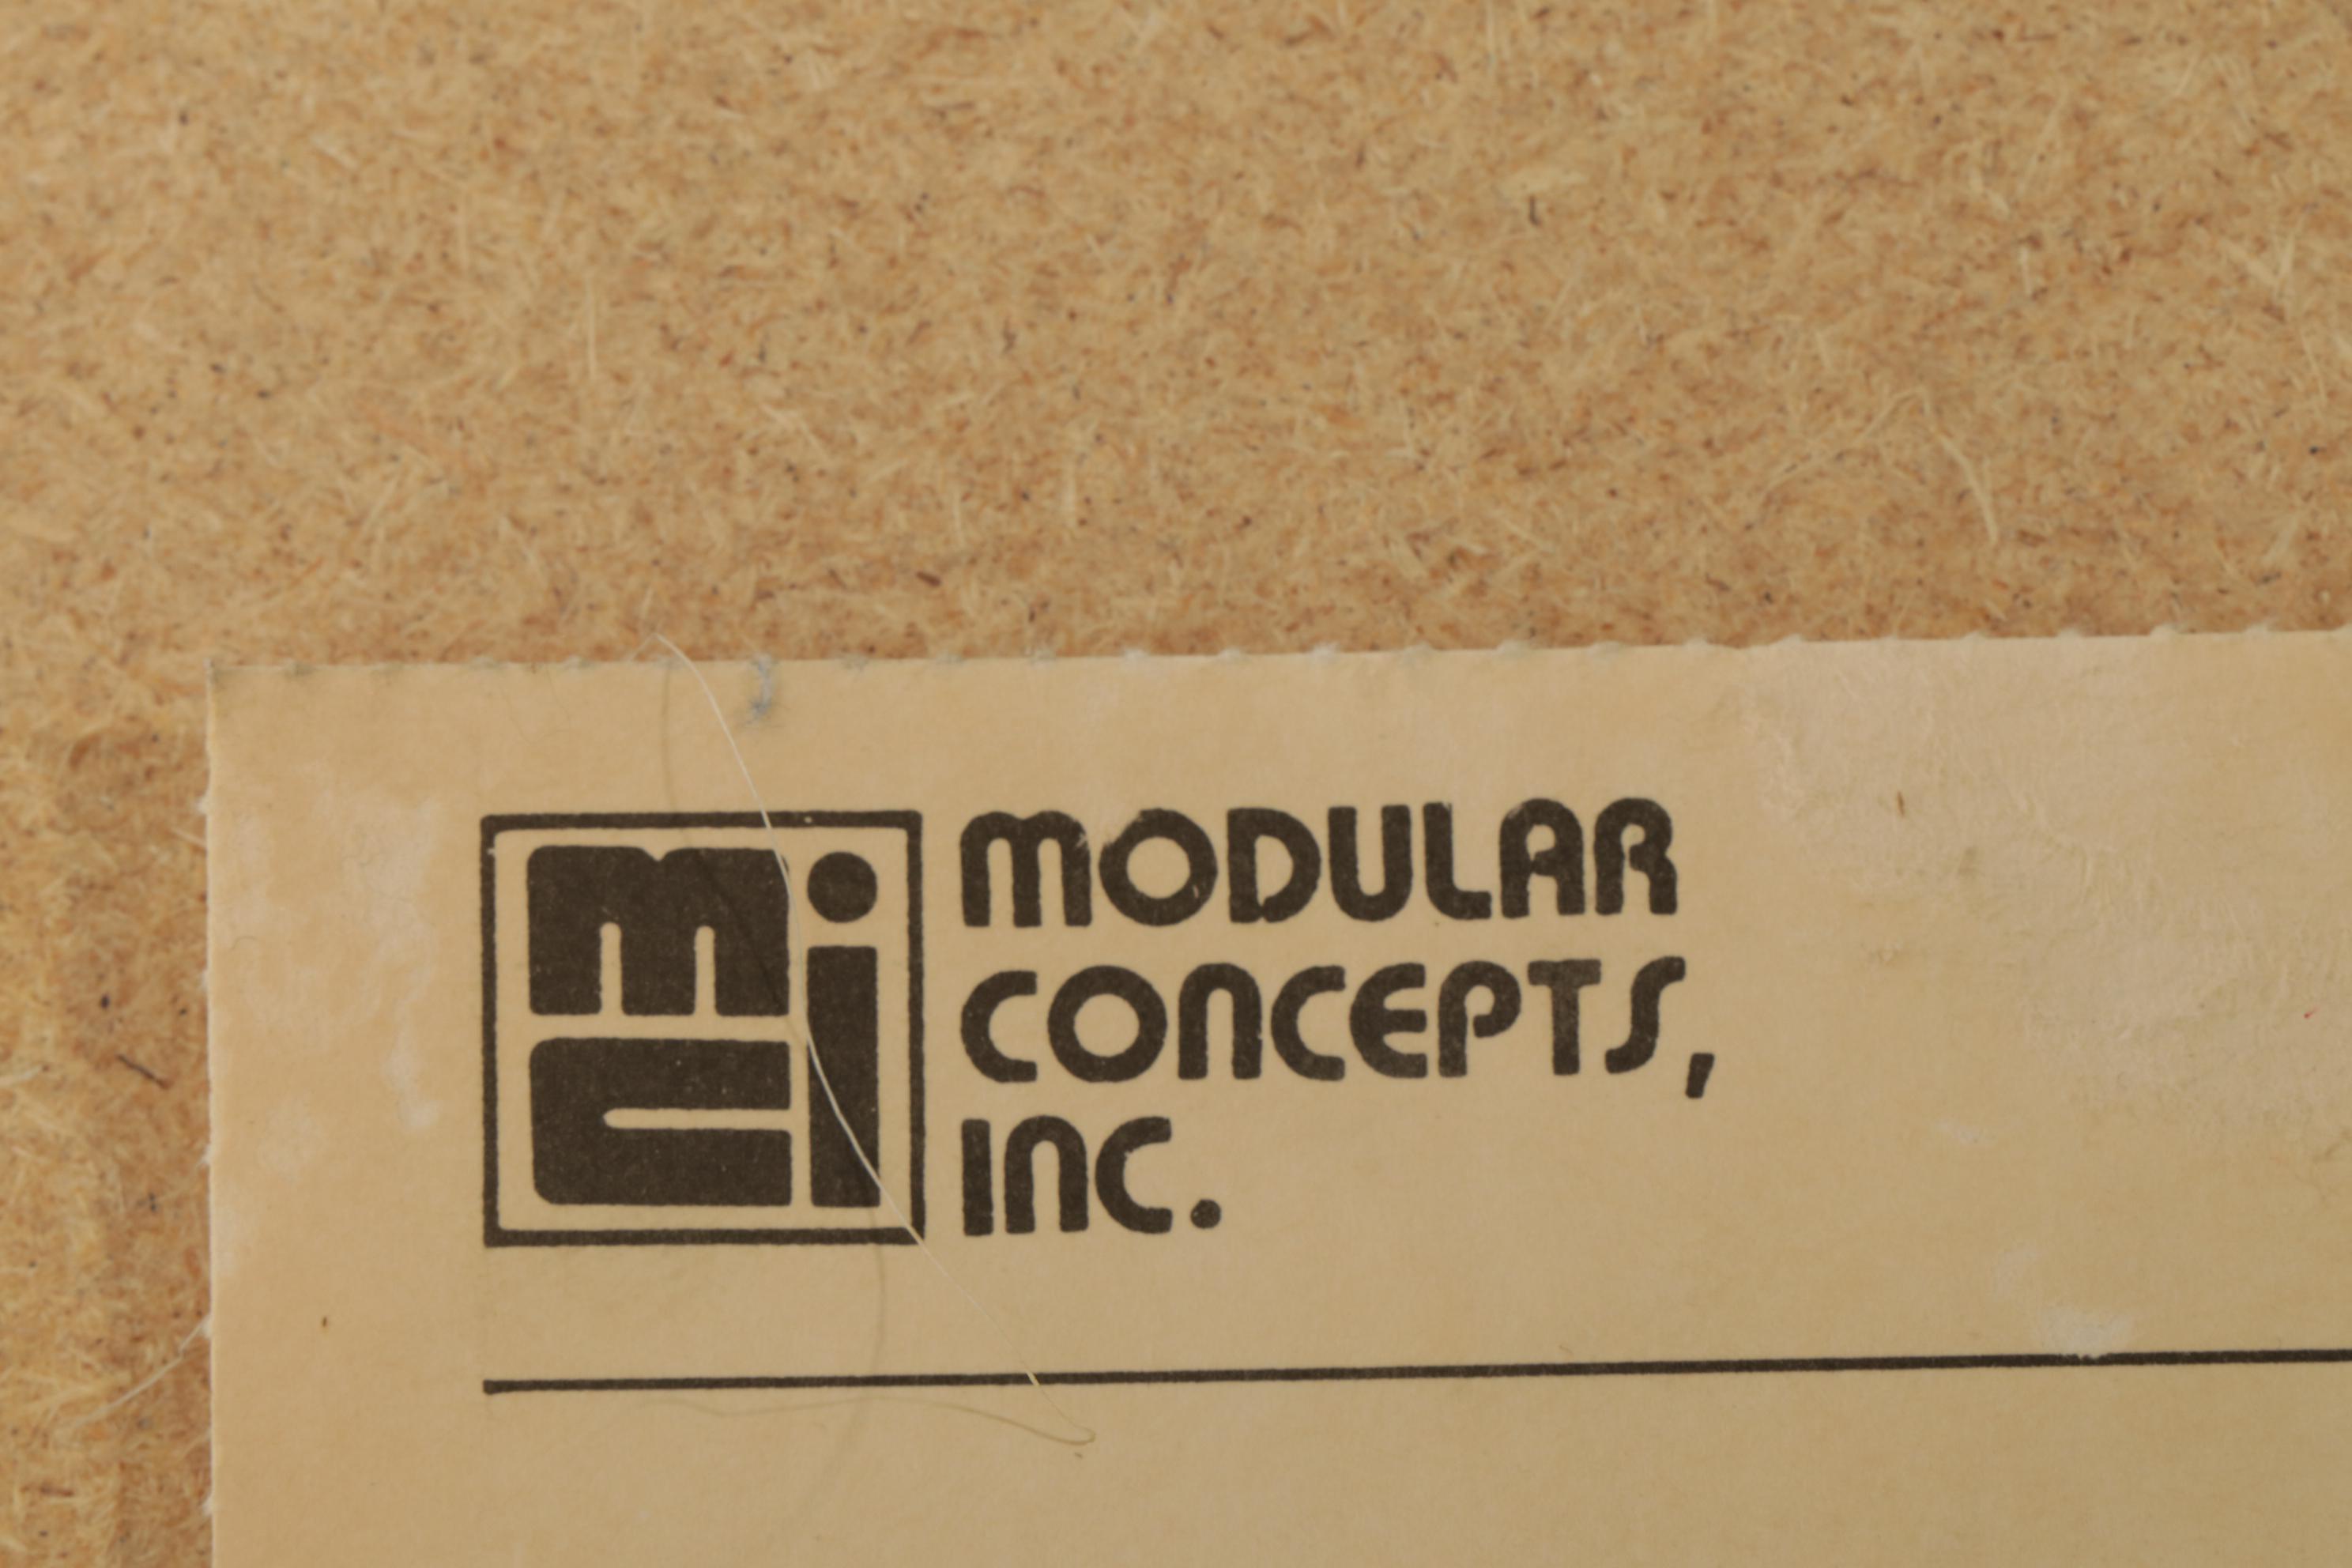 mci
MODULAR
CONCEPTS,
INC.